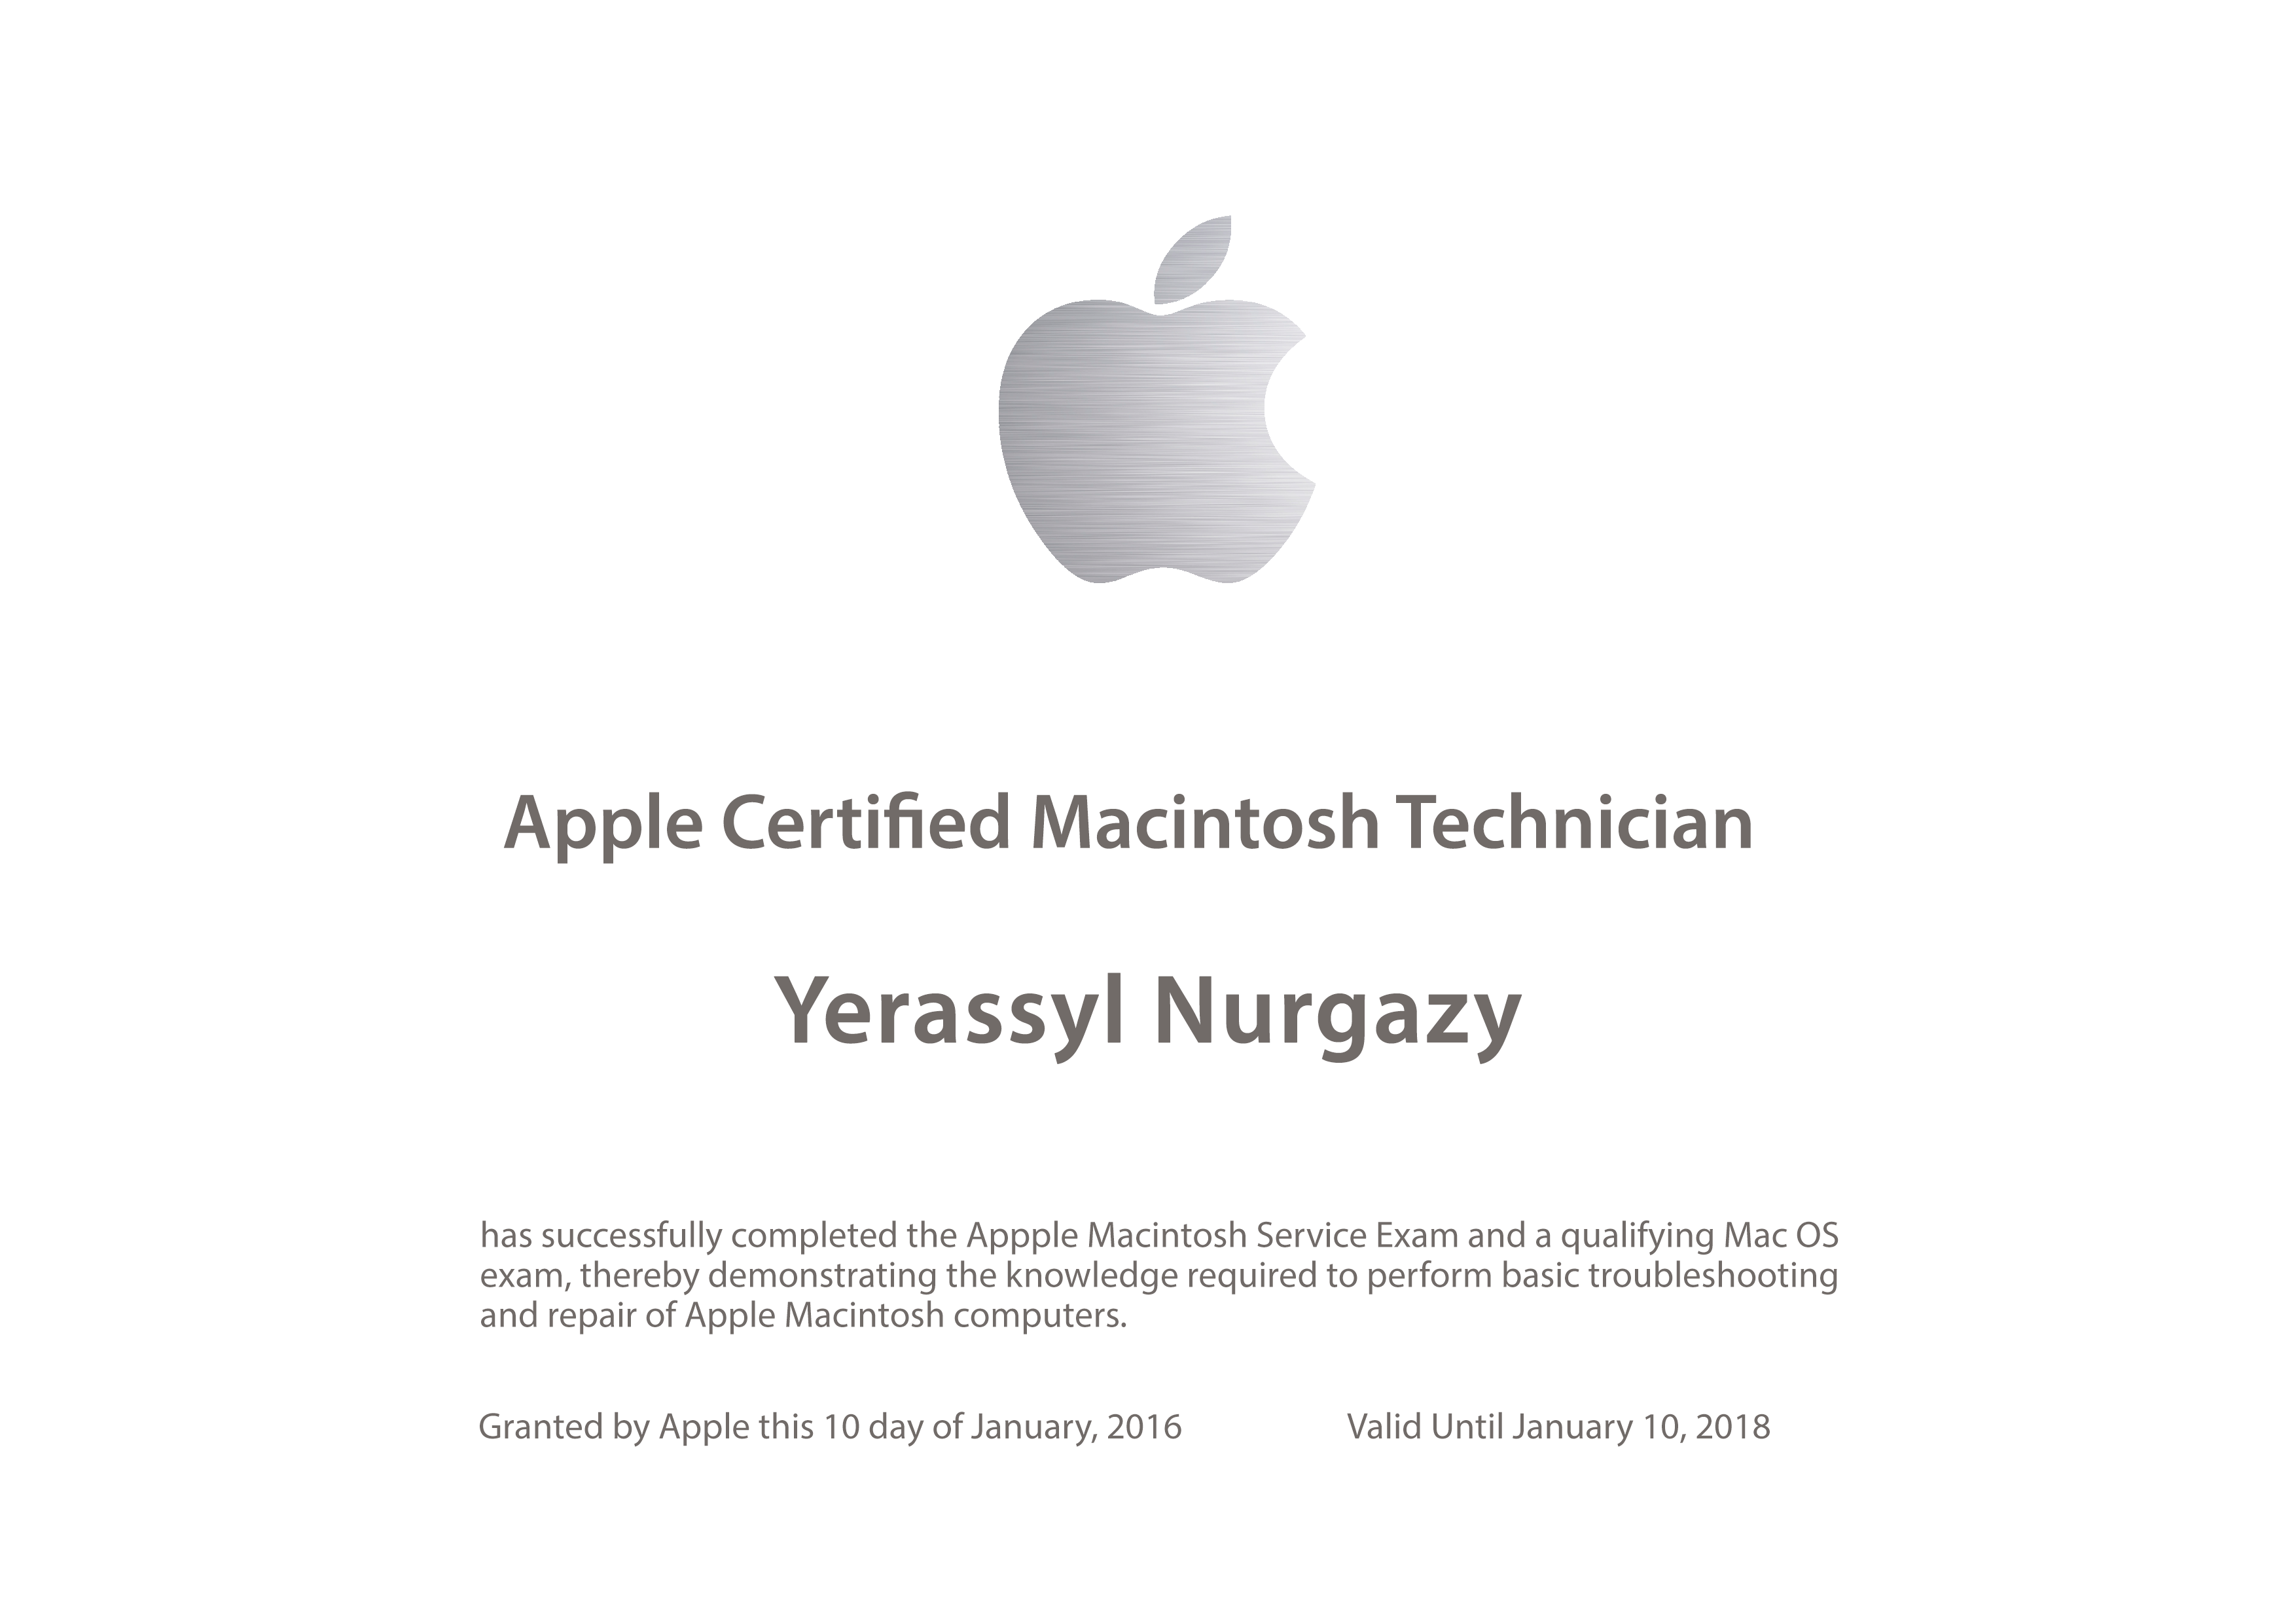 Apple Certified Macintosh Technician
Yerassyl Nurgazy
has successfully completed the Appple Macintosh Service Exam and a qualifying Mac OS
exam, thereby demonstrating the knowledge required to perform basic troubleshooting
and repair of Apple Macintosh computers.
Granted by Apple this 10 day of January, 2016 Valid Until January 10, 2018